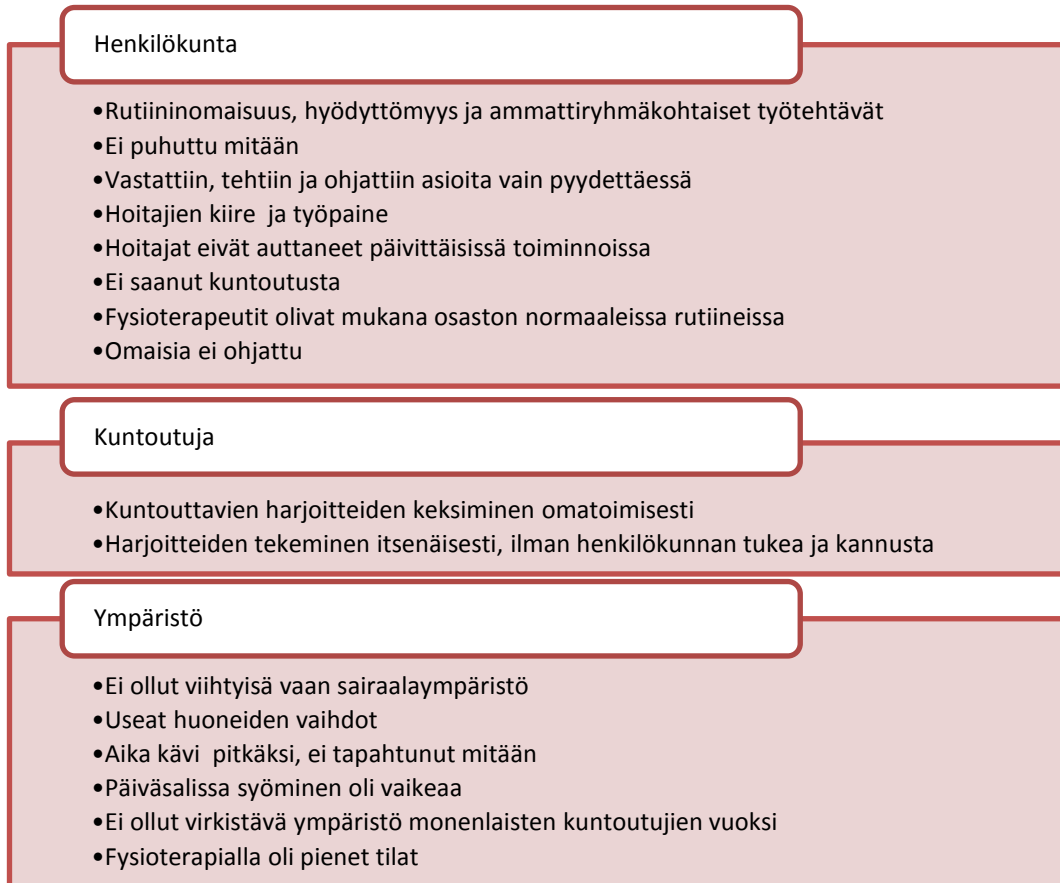 Henkilökunta
•Rutiininomaisuus, hyödyttömyys ja ammattiryhmäkohtaiset työtehtävät
•Ei puhuttu mitään
•Vastattiin, tehtiin ja ohjattiin asioita vain pyydettäessä
•Hoitajien kiire  ja työpaine
•Hoitajat eivät auttaneet päivittäisissä toiminnoissa
•Ei saanut kuntoutusta
•Fysioterapeutit olivat mukana osaston normaaleissa rutiineissa
•Omaisia ei ohjattu
Kuntoutuja
•Kuntouttavien harjoitteiden keksiminen omatoimisesti
•Harjoitteiden tekeminen itsenäisesti, ilman henkilökunnan tukea ja kannusta
Ympäristö
•Ei ollut viihtyisä vaan sairaalaympäristö
•Useat huoneiden vaihdot
•Aika kävi  pitkäksi, ei tapahtunut mitään
•Päiväsalissa syöminen oli vaikeaa
•Ei ollut virkistävä ympäristö monenlaisten kuntoutujien vuoksi
•Fysioterapialla oli pienet tilat